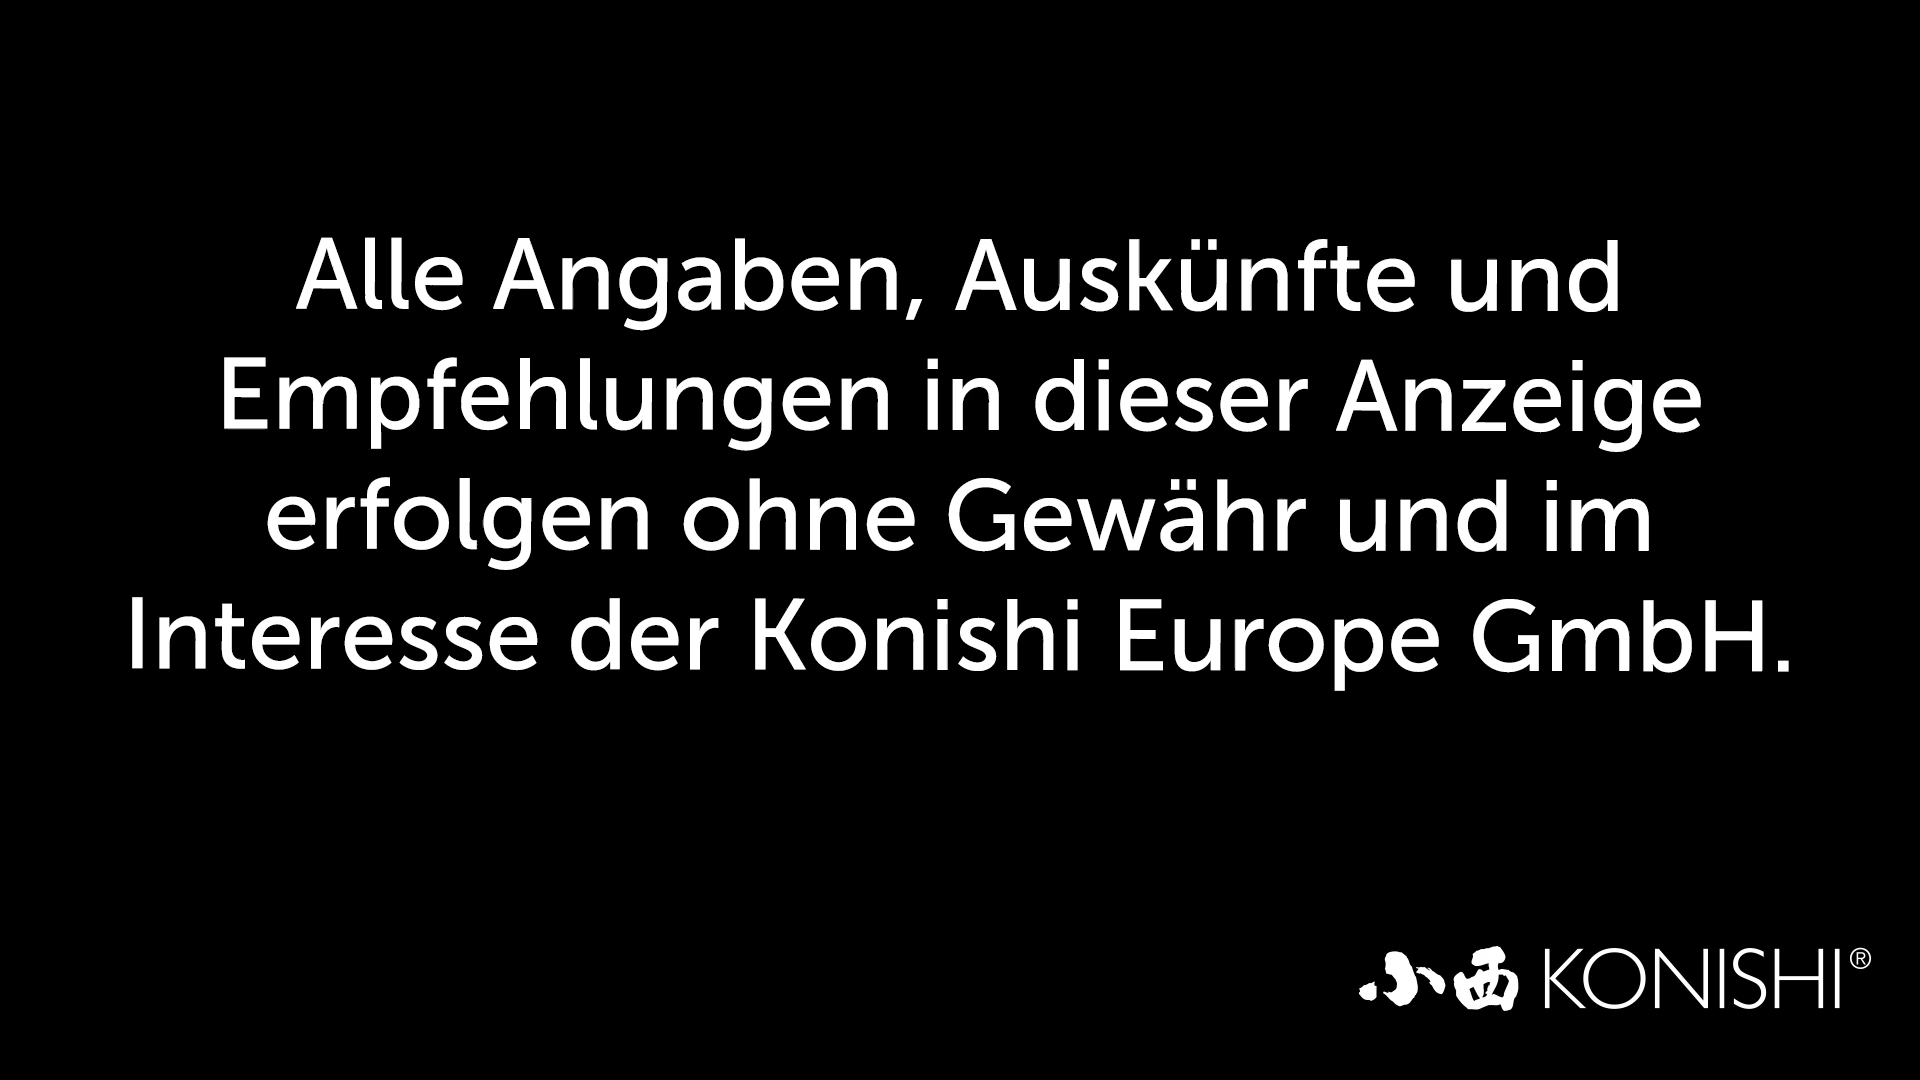 Alle Angaben, Auskünfte und
Empfehlungen in dieser Anzeige
erfolgen ohne Gewähr und im
Interesse der Konishi Europe GmbH.
小西 KONISHI®